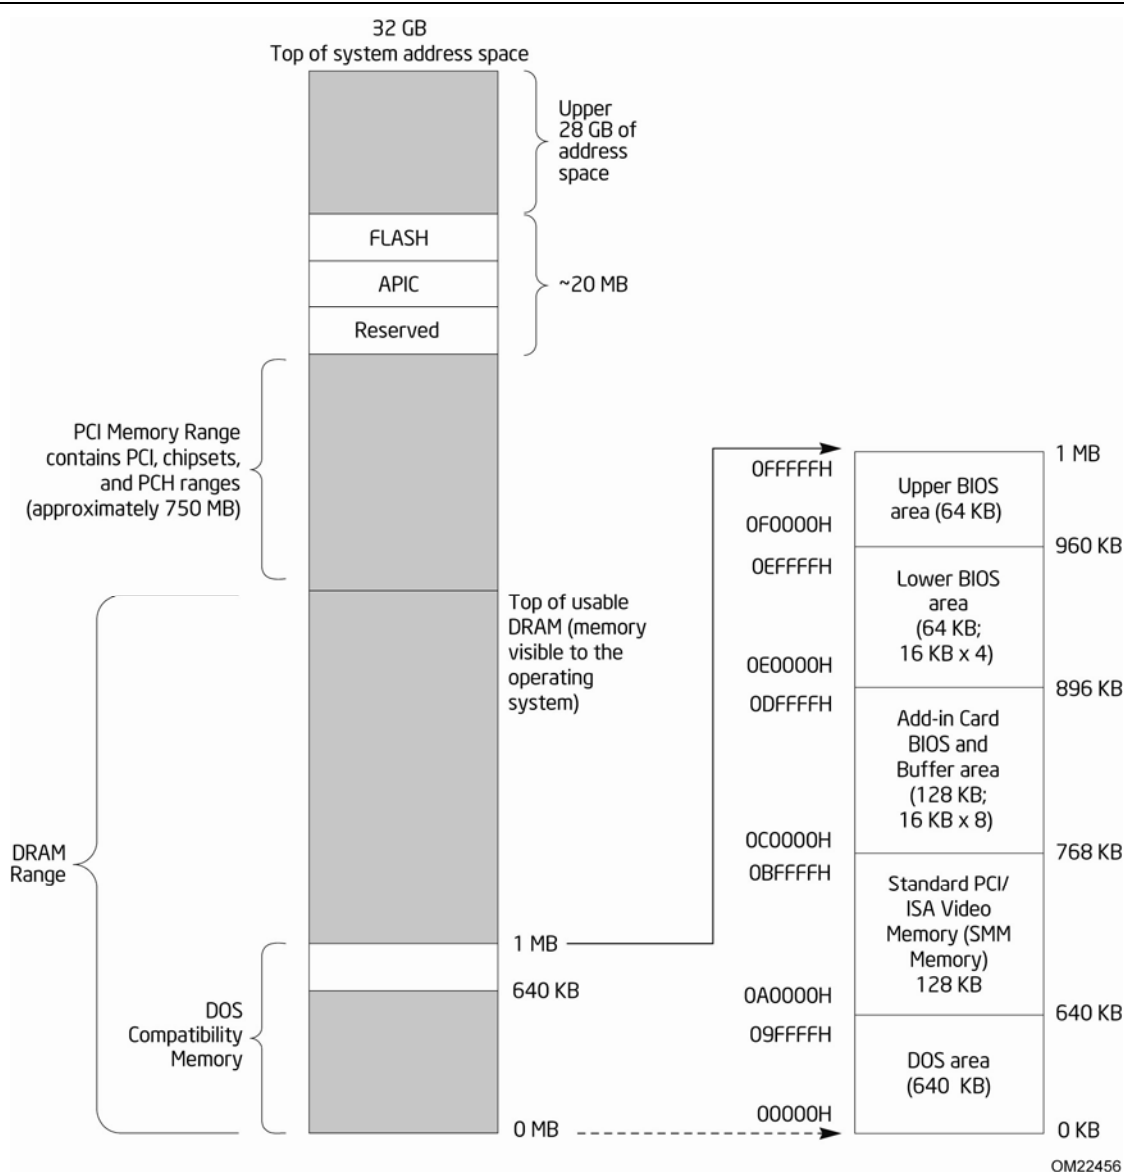 32 GB
Top of system address space
Upper
28 GB of
address
space
FLASH
APIC
~20 MB
Reserved
PCI Memory Range
contains PCI, chipsets,
and PCH ranges
(approximately 750 MB)
Top of usable
DRAM (memory
visible to the
operating
system)
DRAM
Range
1 MB
640 KB
DOS
Compatibility
Memory
0 MB
1 MB
0FFFFFH
Upper BIOS
area (64 KB)
0F0000H
960 KB
0EFFFFH
Lower BIOS
area
(64 KB;
16 KB x 4)
0E0000H
896 KB
0DFFFFH
Add-in Card
BIOS and
Buffer area
(128 KB;
16 KB x 8)
0C0000H
768 KB
0BFFFFH
Standard PCI/
ISA Video
Memory (SMM
Memory)
128 KB
0A0000H
640 KB
09FFFFH
DOS area
(640 KB)
00000H
0 KB
OM22456